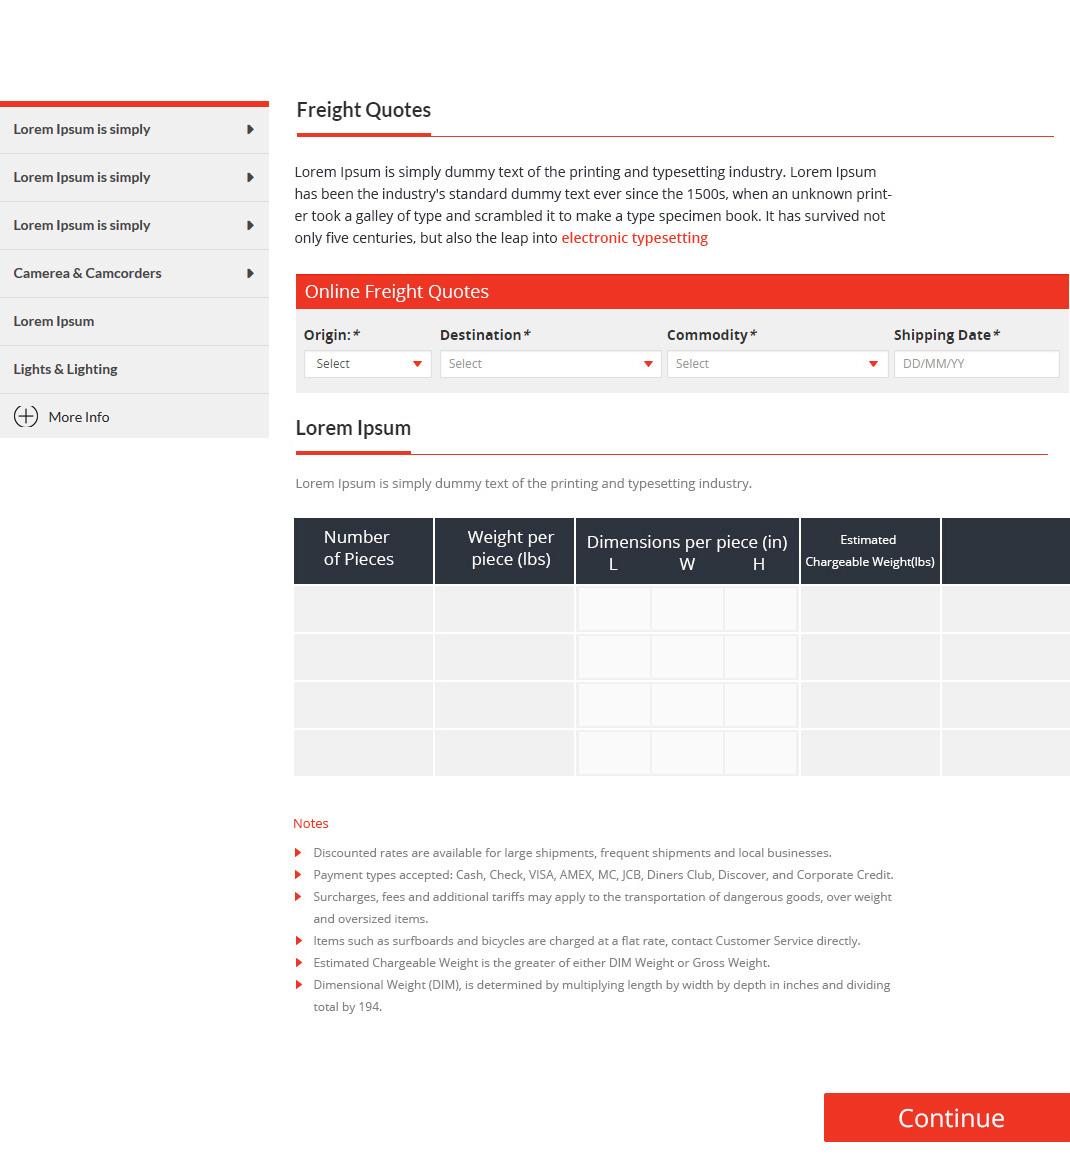 Lorem Ipsum is simply
Lorem Ipsum is simply
Lorem Ipsum is simply
Camerea & Camcorders
Lorem Ipsum
Lights & Lighting
More Info
Freight Quotes
Lorem Ipsum is simply dummy text of the printing and typesetting industry. Lorem Ipsum
has been the industry's standard dummy text ever since the 1500s, when an unknown print-
er took a galley of type and scrambled it to make a type specimen book. It has survived not
only five centuries, but also the leap into electronic typesetting
Online Freight Quotes
Origin:* Destination* Commodity* Shipping Date*
Select Select Select DD/MM/YY
Lorem Ipsum
Lorem Ipsum is simply dummy text of the printing and typesetting industry.
Number
of Pieces
Weight per
piece (lbs)
Dimensions per piece (in)
L W H
Estimated
Chargeable Weight(lbs)
Notes
Discounted rates are available for large shipments, frequent shipments and local businesses.
Payment types accepted: Cash, Check, VISA, AMEX, MC, JCB, Diners Club, Discover, and Corporate Credit.
Surcharges, fees and additional tariffs may apply to the transportation of dangerous goods, over weight
and oversized items.
Items such as surfboards and bicycles are charged at a flat rate, contact Customer Service directly.
Estimated Chargeable Weight is the greater of either DIM Weight or Gross Weight.
Dimensional Weight (DIM), is determined by multiplying length by width by depth in inches and dividing
total by 194.
Continue